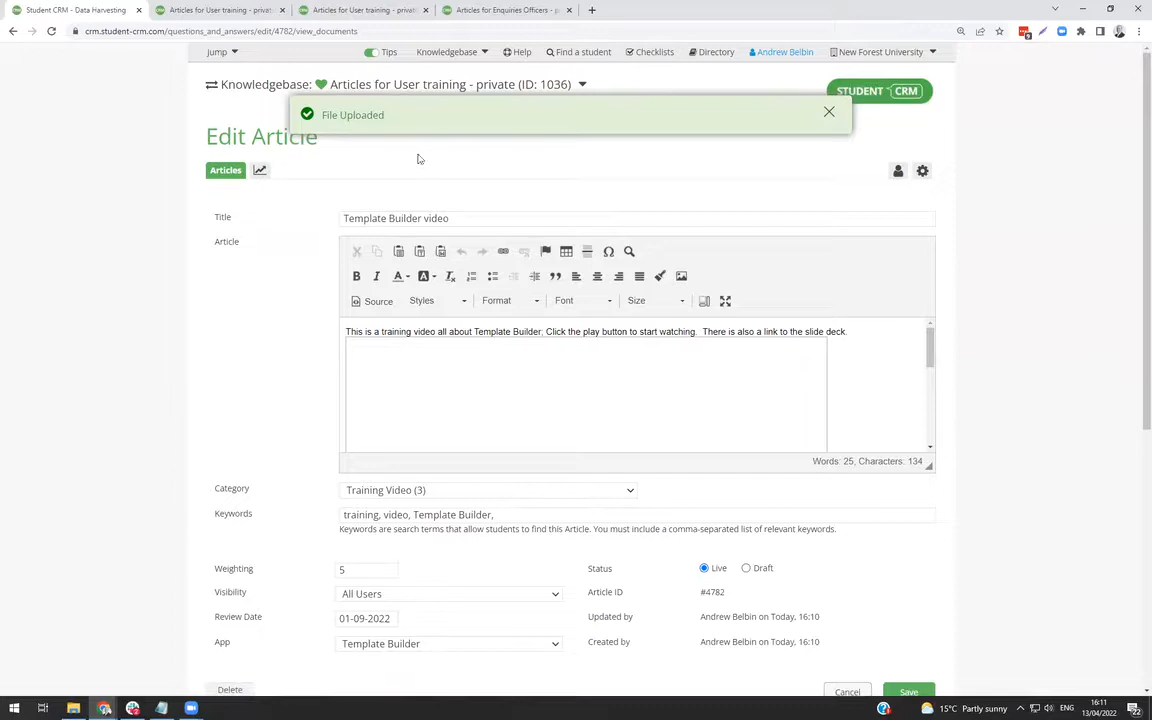 Student CRM - Data Harvesting
Articles for User training - privat
Articles for User training - privat
Articles for Enquiries Officers - p
crm.student-crm.com/questions_and_answers/edit/4782/view_documents
Jump
Tips
Knowledgebase
Help
Find a student
Checklists
Directory
Andrew Belbin
New Forest University
Knowledgebase: Articles for User training - private (ID: 1036)
STUDENT CRM
File Uploaded
Edit Article
Articles
Title
Template Builder video
Article
Source
Styles
Format
Font
Size
This is a training video all about Template Builder; Click the play button to start watching. There is also a link to the slide deck.
Words: 25, Characters: 134
Category
Training Video (3)
Keywords
training, video, Template Builder,
Keywords are search terms that allow students to find this Article. You must include a comma-separated list of relevant keywords.
Weighting
5
Status
Live
Draft
Visibility
All Users
Article ID
#4782
Review Date
01-09-2022
Updated by
Andrew Belbin on Today, 16:10
App
Template Builder
Created by
Andrew Belbin on Today, 16:10
Delete
Cancel
Save
15°C Partly sunny
ENG
16:11
13/04/2022
22